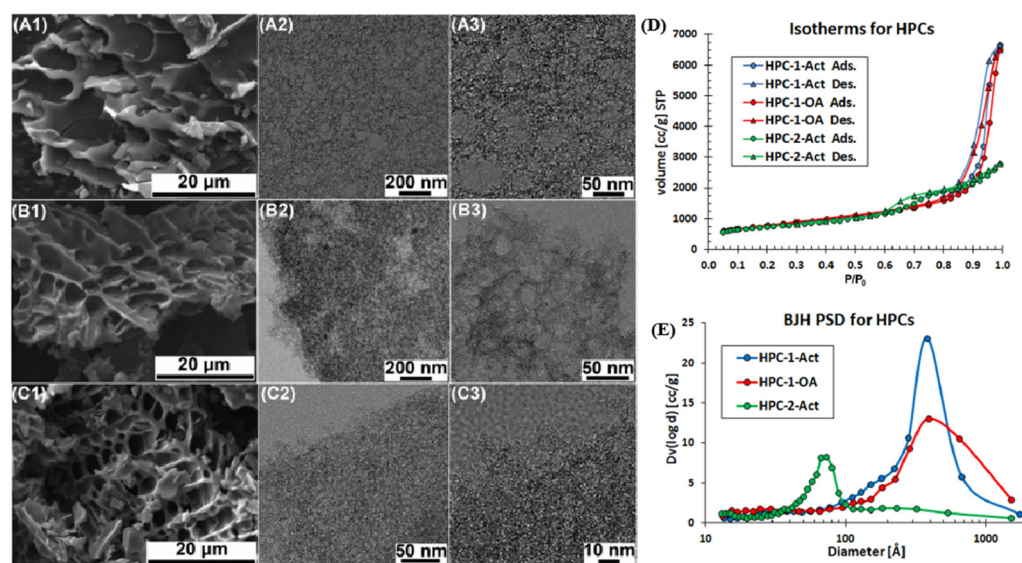 (A1)
20 µm
(A2)
200 nm
(A3)
50 nm
(B1)
20 µm
(B2)
200 nm
(B3)
50 nm
(C1)
20 µm
(C2)
50 nm
(C3)
10 nm
(D)
Isotherms for HPCs
HPC-1-Act Ads.
HPC-1-Act Des.
HPC-1-OA Ads.
HPC-1-OA Des.
HPC-2-Act Ads.
HPC-2-Act Des.
volume [cc/g] STP
7000
6000
5000
4000
3000
2000
1000
0
0.0 0.1 0.2 0.3 0.4 0.5 0.6 0.7 0.8 0.9 1.0
P/P₀
(E)
BJH PSD for HPCs
HPC-1-Act
HPC-1-OA
HPC-2-Act
Dv(log d) [cc/g]
25
20
15
10
5
0
10 100 1000
Diameter [Å]